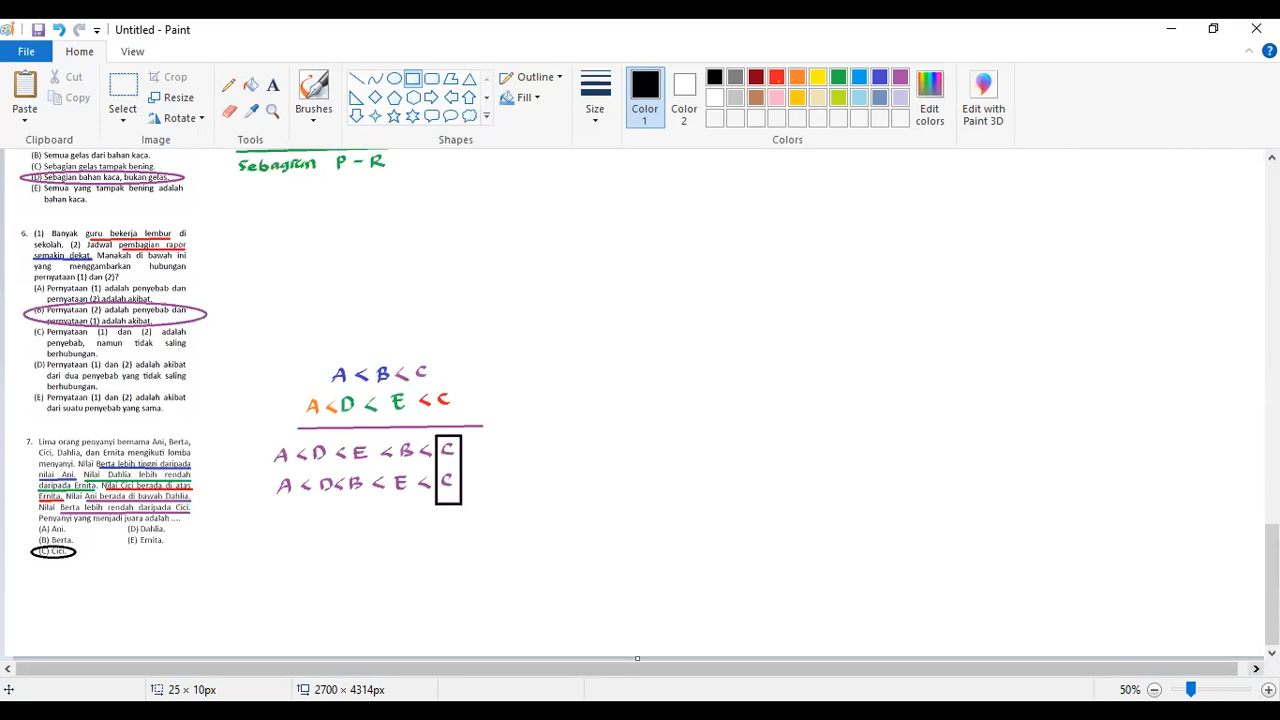 Untitled - Paint
File
Home
View
Paste
Cut
Copy
Clipboard
Select
Crop
Resize
Rotate
Image
Tools
Brushes
Shapes
Outline
Fill
Size
Color 1
Color 2
Edit colors
Edit with Paint 3D
Colors
(B) Semua gelas dari bahan kaca.
(C) Sebagian gelas tampak bening.
(D) Sebagian bahan kaca, bukan gelas.
(E) Semua yang tampak bening adalah
bahan kaca.
Sebagian P - R
6. (1) Banyak guru bekerja lembur di
sekolah. (2) Jadwal pembagian rapor
semakin dekat. Manakah di bawah ini
yang menggambarkan hubungan
pernyataan (1) dan (2)?
(A) Pernyataan (1) adalah penyebab dan
pernyataan (2) adalah akibat.
(B) Pernyataan (2) adalah penyebab dan
pernyataan (1) adalah akibat.
(C) Pernyataan (1) dan (2) adalah
penyebab, namun tidak saling
berhubungan.
(D) Pernyataan (1) dan (2) adalah akibat
dari dua penyebab yang tidak saling
berhubungan.
(E) Pernyataan (1) dan (2) adalah akibat
dari suatu penyebab yang sama.
A < B < C
A < D < E < C
A < D < E < B < C
A < D < B < E < C
7. Lima orang penyanyi bernama Ani, Berta,
Cici, Dahlia, dan Ernita mengikuti lomba
menyanyi. Nilai Berta lebih tinggi daripada
nilai Ani. Nilai Dahlia lebih rendah
daripada Ernita. Nilai Cici berada di atas
Ernita. Nilai Ani berada di bawah Dahlia.
Nilai Berta lebih rendah daripada Cici.
Penyanyi yang menjadi juara adalah ....
(A) Ani. (D) Dahlia.
(B) Berta. (E) Ernita.
(C) Cici.
25 × 10px
2700 × 4314px
50%